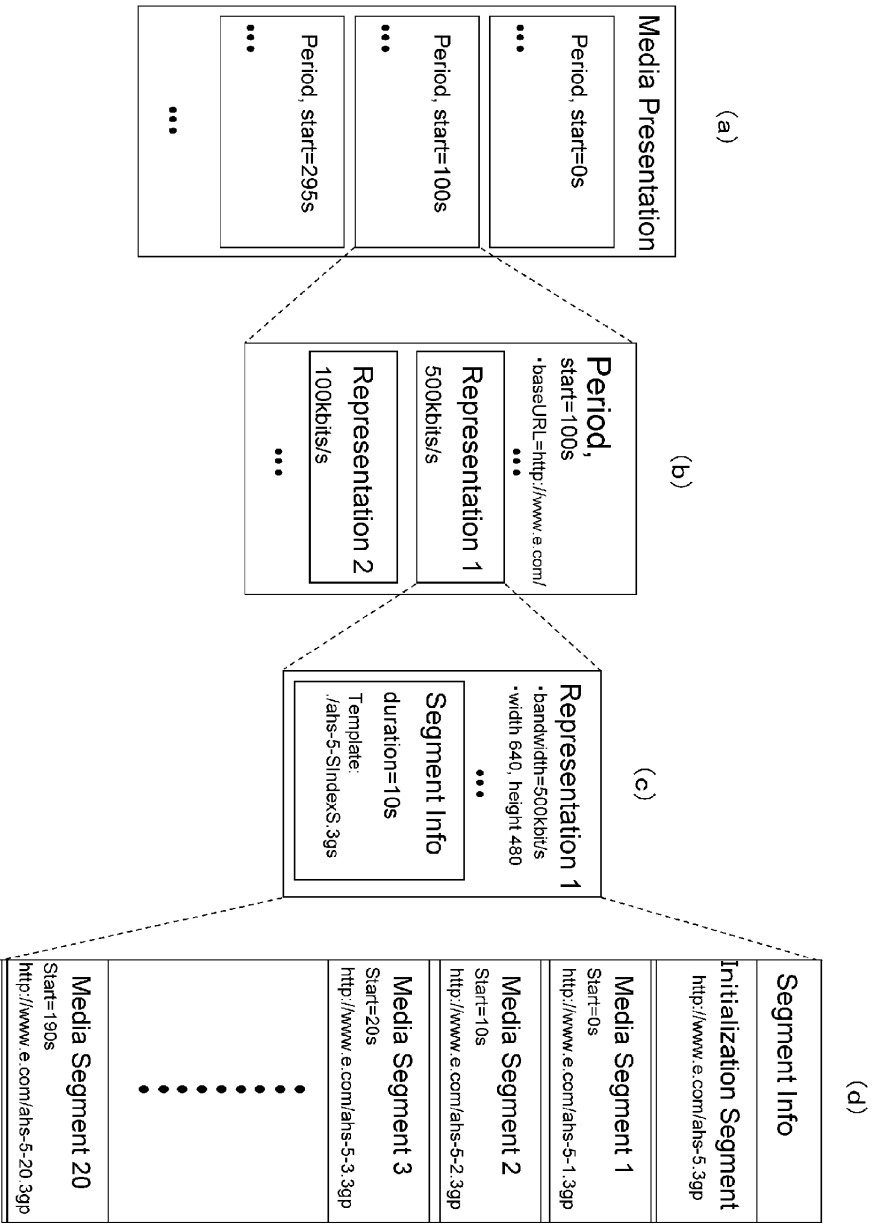 (a)
Media Presentation
Period, start=0s
•••
Period, start=100s
•••
Period, start=295s
•••
•••
(b)
Period,
start=100s
·baseURL=http://www.e.com/
•••
Representation 1
500kbits/s
Representation 2
100kbits/s
•••
(c)
Representation 1
·bandwidth=500kbit/s
·width 640, height 480
•••
Segment Info
duration=10s
Template:
./ahs-5-SIndexS.3gs
(d)
Segment Info
Initialization Segment
http://www.e.com/ahs-5.3gp
Media Segment 1
Start=0s
http://www.e.com/ahs-5-1.3gp
Media Segment 2
Start=10s
http://www.e.com/ahs-5-2.3gp
Media Segment 3
Start=20s
http://www.e.com/ahs-5-3.3gp
•••••••••
Media Segment 20
Start=190s
http://www.e.com/ahs-5-20.3gp